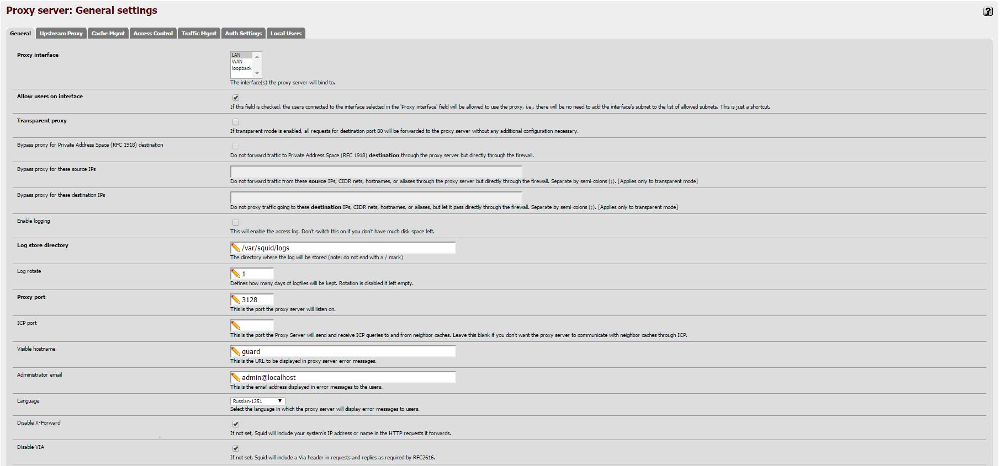 Proxy server: General settings
?
General Upstream Proxy Cache Mgmt Access Control Traffic Mgmt Auth Settings Local Users
Proxy interface
LAN
WAN
loopback
The interface(s) the proxy server will bind to.
Allow users on interface
If this field is checked, the users connected to the interface selected in the 'Proxy interface' field will be allowed to use the proxy, i.e., there will be no need to add the interface's subnet to the list of allowed subnets. This is just a shortcut.
Transparent proxy
If transparent mode is enabled, all requests for destination port 80 will be forwarded to the proxy server without any additional configuration necessary.
Bypass proxy for Private Address Space (RFC 1918) destination
Do not forward traffic to Private Address Space (RFC 1918) destination through the proxy server but directly through the firewall.
Bypass proxy for these source IPs
Do not forward traffic from these source IPs, CIDR nets, hostnames, or aliases through the proxy server but directly through the firewall. Separate by semi-colons (;). [Applies only to transparent mode]
Bypass proxy for these destination IPs
Do not proxy traffic going to these destination IPs, CIDR nets, hostnames, or aliases, but let it pass directly through the firewall. Separate by semi-colons (;). [Applies only to transparent mode]
Enable logging
This will enable the access log. Don't switch this on if you don't have much disk space left.
Log store directory
/var/squid/logs
The directory where the log will be stored (note: do not end with a / mark)
Log rotate
1
Defines how many days of logfiles will be kept. Rotation is disabled if left empty.
Proxy port
3128
This is the port the proxy server will listen on.
ICP port
This is the port the Proxy Server will send and receive ICP queries to and from neighbor caches. Leave this blank if you don't want the proxy server to communicate with neighbor caches through ICP.
Visible hostname
guard
This is the URL to be displayed in proxy server error messages.
Administrator email
admin@localhost
This is the email address displayed in error messages to the users.
Language
Russian-1251
Select the language in which the proxy server will display error messages to users.
Disable X-Forward
If not set, Squid will include your system's IP address or name in the HTTP requests it forwards.
Disable VIA
If not set, Squid will include a Via header in requests and replies as required by RFC2616.